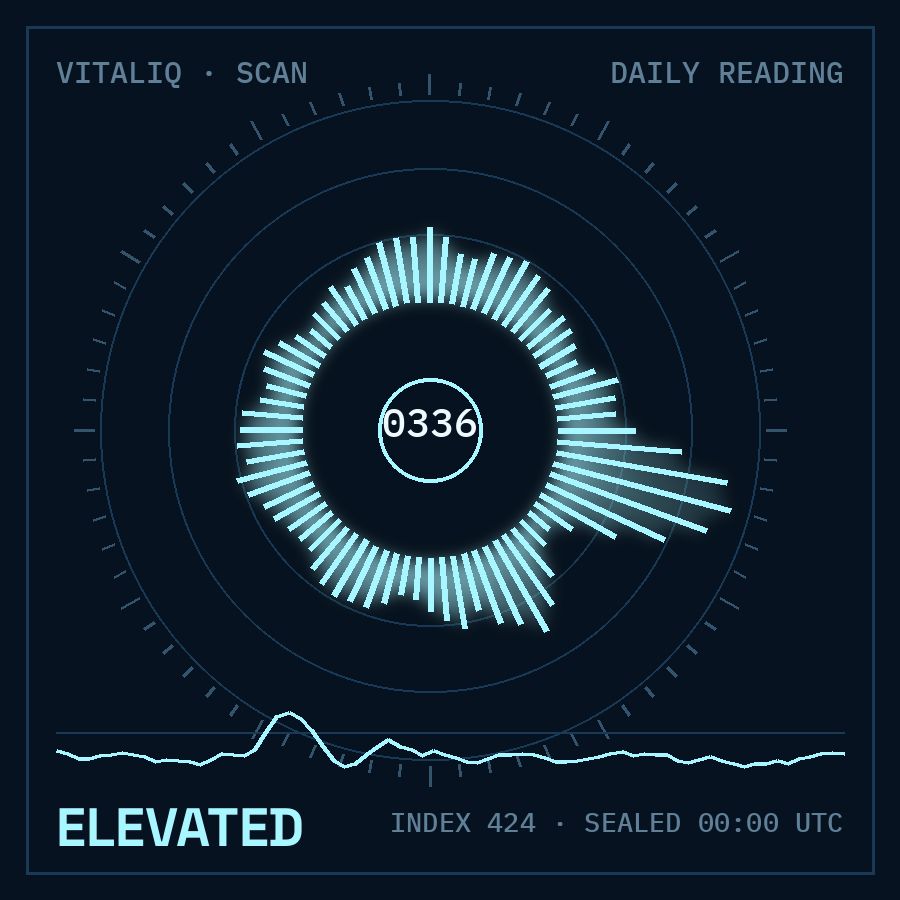 VITALIQ · SCAN
DAILY READING
0336
ELEVATED
INDEX 424 · SEALED 00:00 UTC